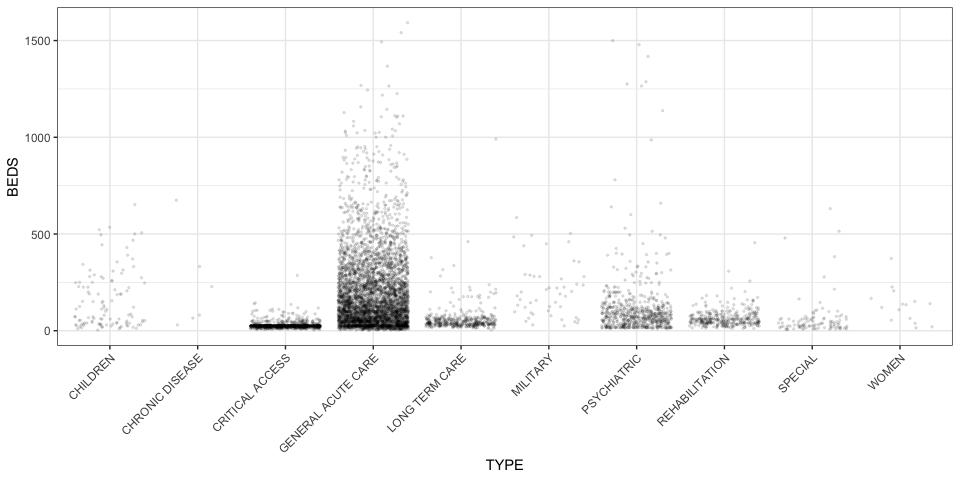 1500
1000
500
0
BEDS
CHILDREN
CHRONIC DISEASE
CRITICAL ACCESS
GENERAL ACUTE CARE
LONG TERM CARE
MILITARY
PSYCHIATRIC
REHABILITATION
SPECIAL
WOMEN
TYPE